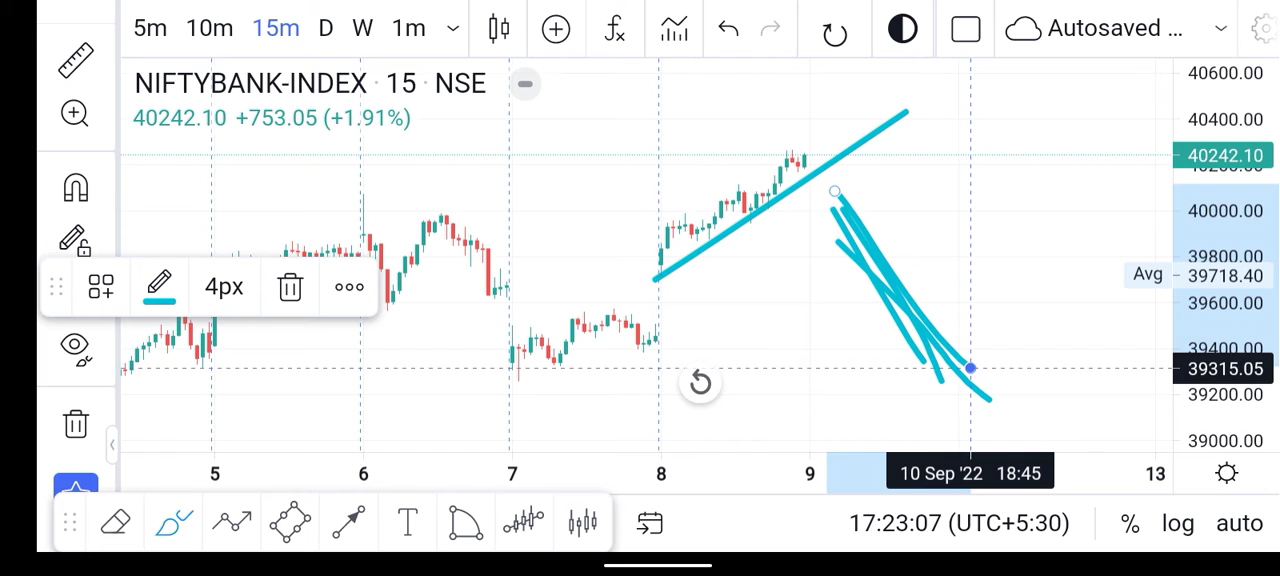 5m 10m 15m D W 1m Autosaved ...
NIFTYBANK-INDEX · 15 · NSE
40242.10 +753.05 (+1.91%)
40600.00
40400.00
40242.10
40000.00
39800.00
Avg 39718.40
4px
39600.00
39400.00
39315.05
39200.00
39000.00
5 6 7 8 9 10 Sep '22 18:45 13
T 17:23:07 (UTC+5:30) % log auto